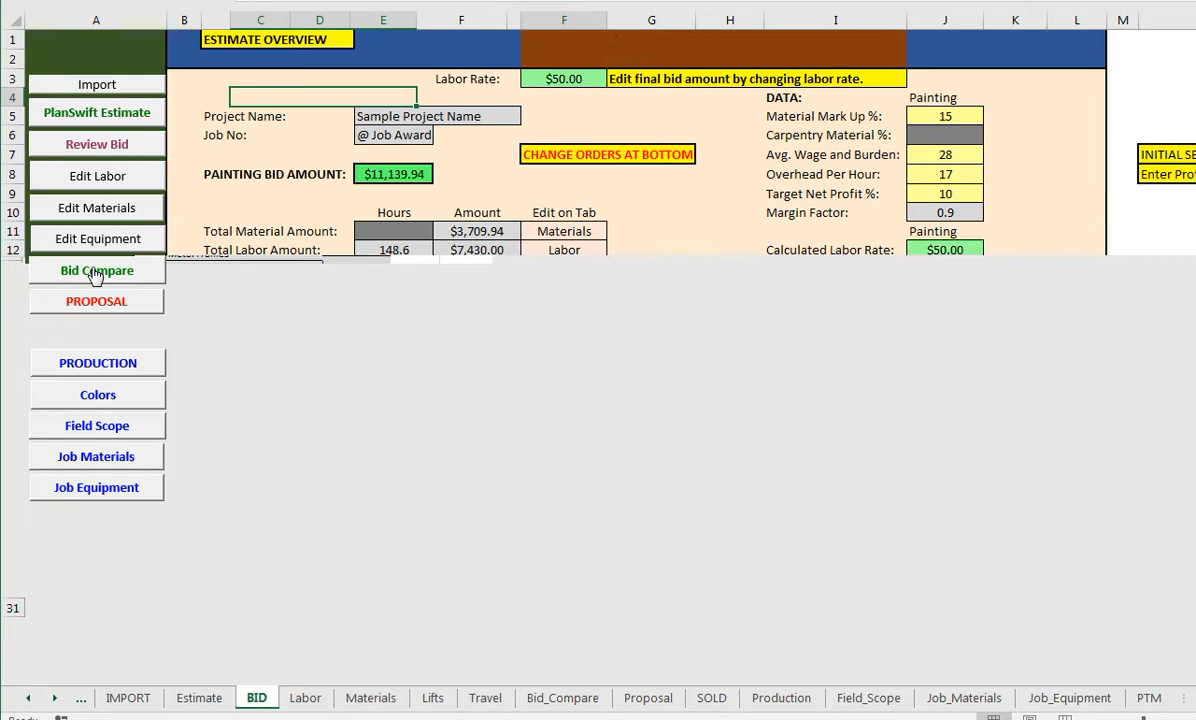 A B C D E F F G H I J K L M
1 ESTIMATE OVERVIEW
2
3 Import Labor Rate: $50.00 Edit final bid amount by changing labor rate.
4 DATA: Painting
PlanSwift Estimate
5 Project Name: Sample Project Name Material Mark Up %: 15
6 Job No: @ Job Award Carpentry Material %:
Review Bid
7 CHANGE ORDERS AT BOTTOM Avg. Wage and Burden: 28 INITIAL SE
8 Edit Labor PAINTING BID AMOUNT: $11,139.94 Overhead Per Hour: 17 Enter Prof
9 Target Net Profit %: 10
10 Edit Materials Hours Amount Edit on Tab Margin Factor: 0.9
11 Total Material Amount: $3,709.94 Materials Painting
Edit Equipment
12 Total Labor Amount: 148.6 $7,430.00 Labor Calculated Labor Rate: $50.00
Bid Compare
PROPOSAL
PRODUCTION
Colors
Field Scope
Job Materials
Job Equipment
31
... IMPORT Estimate BID Labor Materials Lifts Travel Bid_Compare Proposal SOLD Production Field_Scope Job_Materials Job_Equipment PTM